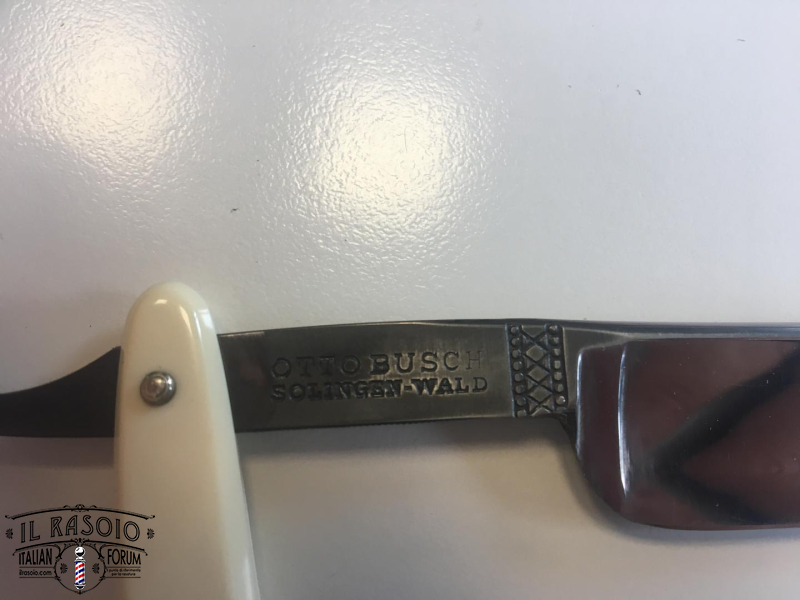 OTTO BUSCH
SOLINGEN-WALD
IL RASOIO
ITALIAN FORUM
ilrasoio.com